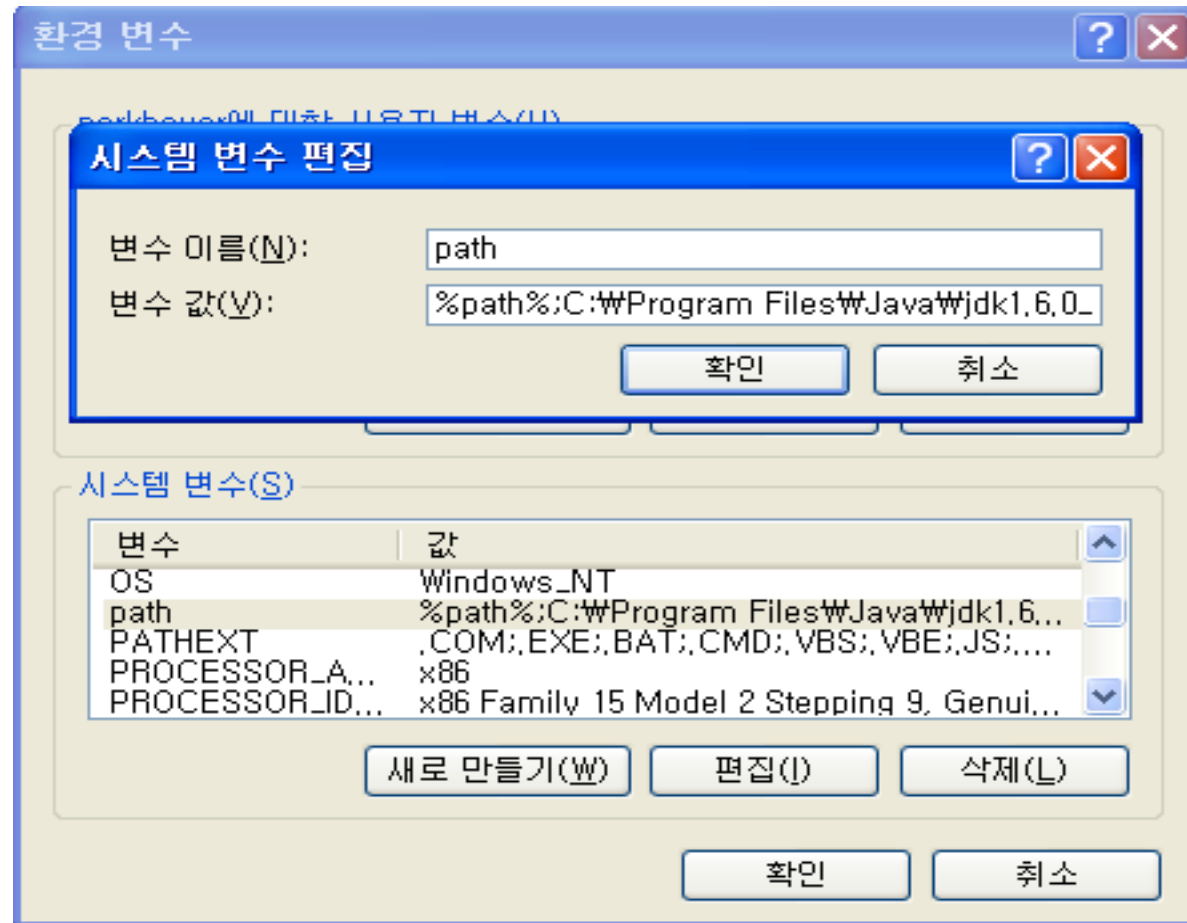 환경 변수
시스템 변수 편집
변수 이름(N):
path
변수 값(V):
%path%;C:₩Program Files₩Java₩jdk1.6.0_
확인
취소
시스템 변수(S)
변수 값
OS Windows_NT
path %path%;C:₩Program Files₩Java₩jdk1.6...
PATHEXT .COM;.EXE;.BAT;.CMD;.VBS;.VBE;.JS;....
PROCESSOR_A... x86
PROCESSOR_ID... x86 Family 15 Model 2 Stepping 9, Genui...
새로 만들기(W) 편집(I) 삭제(L)
확인 취소